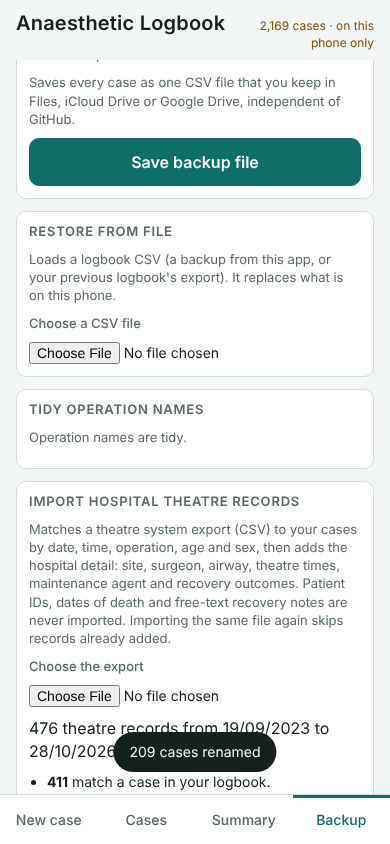 Anaesthetic Logbook
2,169 cases · on this
phone only
Saves every case as one CSV file that you keep in
Files, iCloud Drive or Google Drive, independent of
GitHub.
Save backup file
RESTORE FROM FILE
Loads a logbook CSV (a backup from this app, or
your previous logbook's export). It replaces what is
on this phone.
Choose a CSV file
Choose File No file chosen
TIDY OPERATION NAMES
Operation names are tidy.
IMPORT HOSPITAL THEATRE RECORDS
Matches a theatre system export (CSV) to your cases
by date, time, operation, age and sex, then adds the
hospital detail: site, surgeon, airway, theatre times,
maintenance agent and recovery outcomes. Patient
IDs, dates of death and free-text recovery notes are
never imported. Importing the same file again skips
records already added.
Choose the export
Choose File No file chosen
476 theatre records from 19/09/2023 to
28/10/2026
209 cases renamed
• 411 match a case in your logbook.
New case Cases Summary Backup